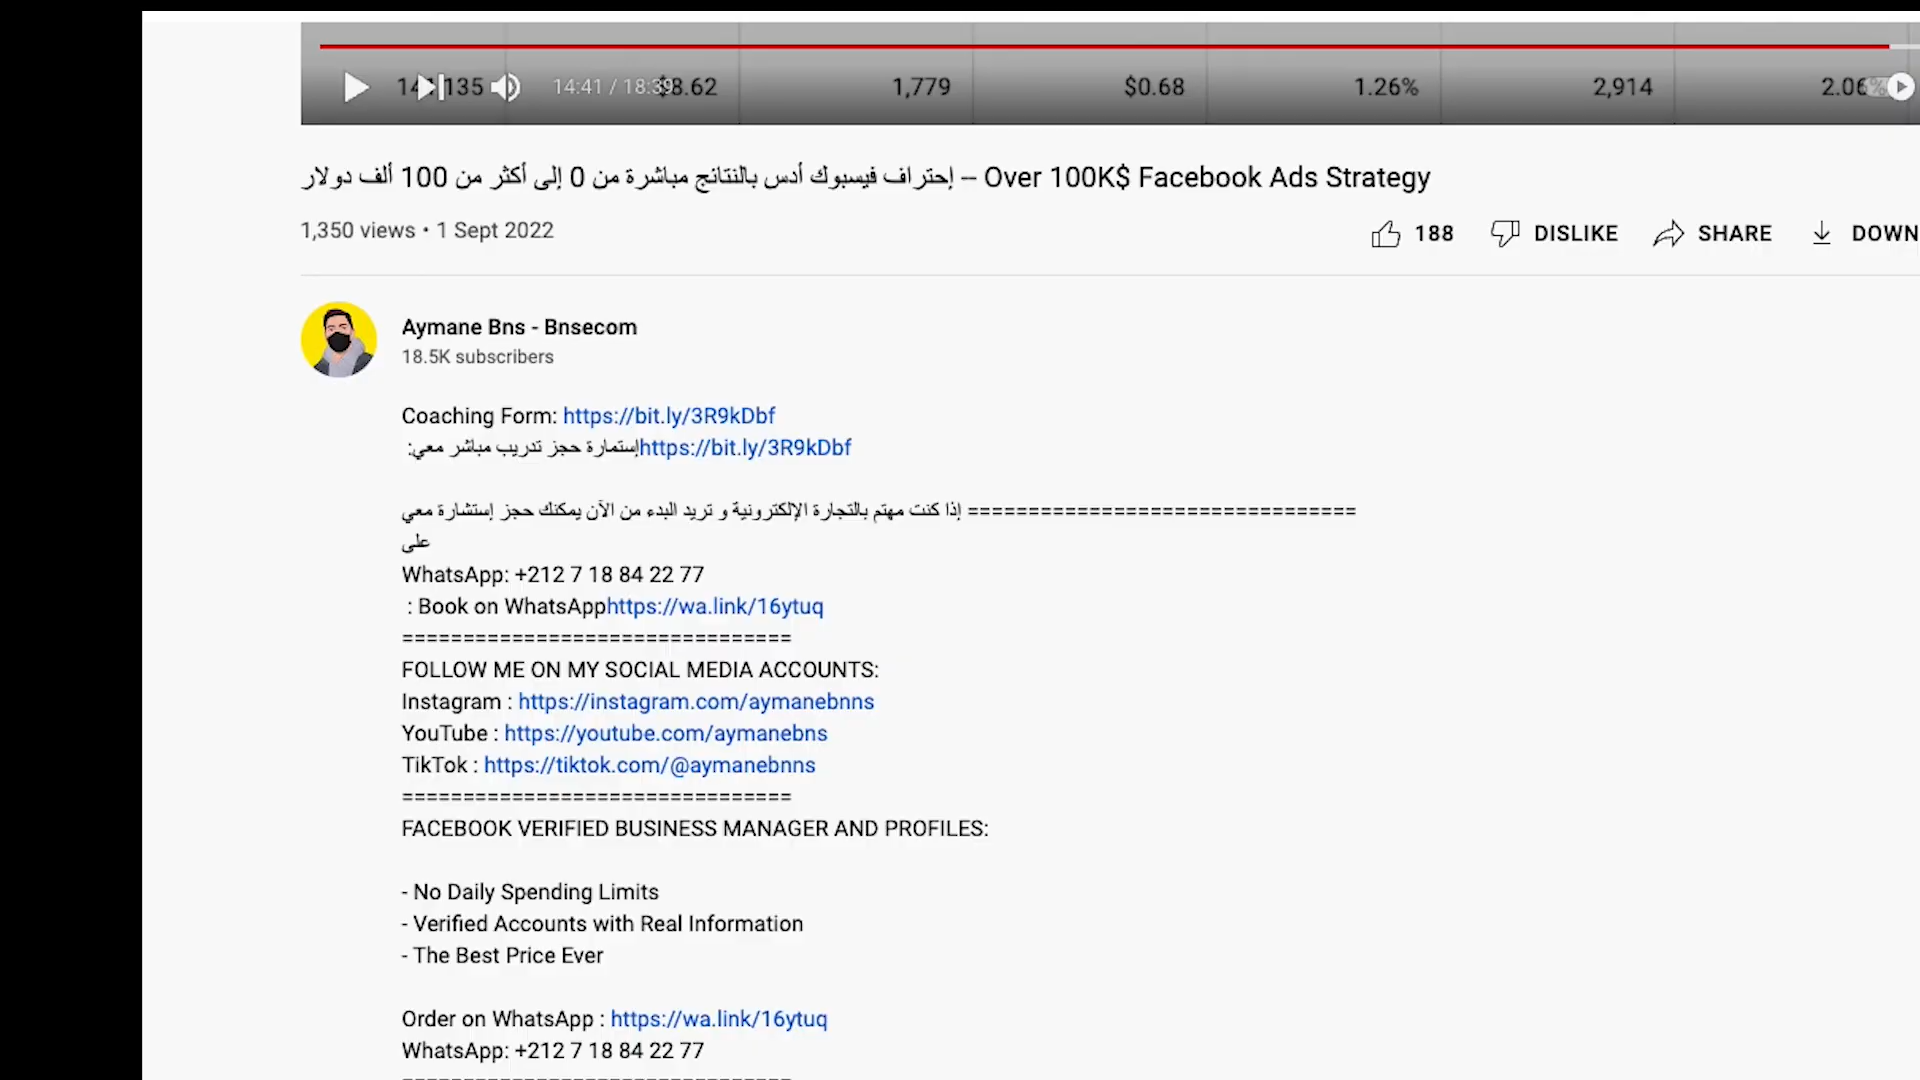 14:41 / 18:39
$8.62 1,779 $0.68 1.26% 2,914
إحتراف فيسبوك أدس بالنتائج مباشرة من 0 إلى أكثر من 100 ألف دولار – Over 100K$ Facebook Ads Strategy
1,350 views • 1 Sept 2022
188 DISLIKE SHARE DOWN
Aymane Bns - Bnsecom
18.5K subscribers
Coaching Form: https://bit.ly/3R9kDbf
إستمارة حجز تدريب مباشر معي: https://bit.ly/3R9kDbf
================================ إذا كنت مهتم بالتجارة الإلكترونية و تريد البدء من الآن يمكنك حجز إستشارة معي
على
WhatsApp: +212 7 18 84 22 77
: Book on WhatsApphttps://wa.link/16ytuq
================================
FOLLOW ME ON MY SOCIAL MEDIA ACCOUNTS:
Instagram : https://instagram.com/aymanebnns
YouTube : https://youtube.com/aymanebns
TikTok : https://tiktok.com/@aymanebnns
================================
FACEBOOK VERIFIED BUSINESS MANAGER AND PROFILES:
- No Daily Spending Limits
- Verified Accounts with Real Information
- The Best Price Ever
Order on WhatsApp : https://wa.link/16ytuq
WhatsApp: +212 7 18 84 22 77